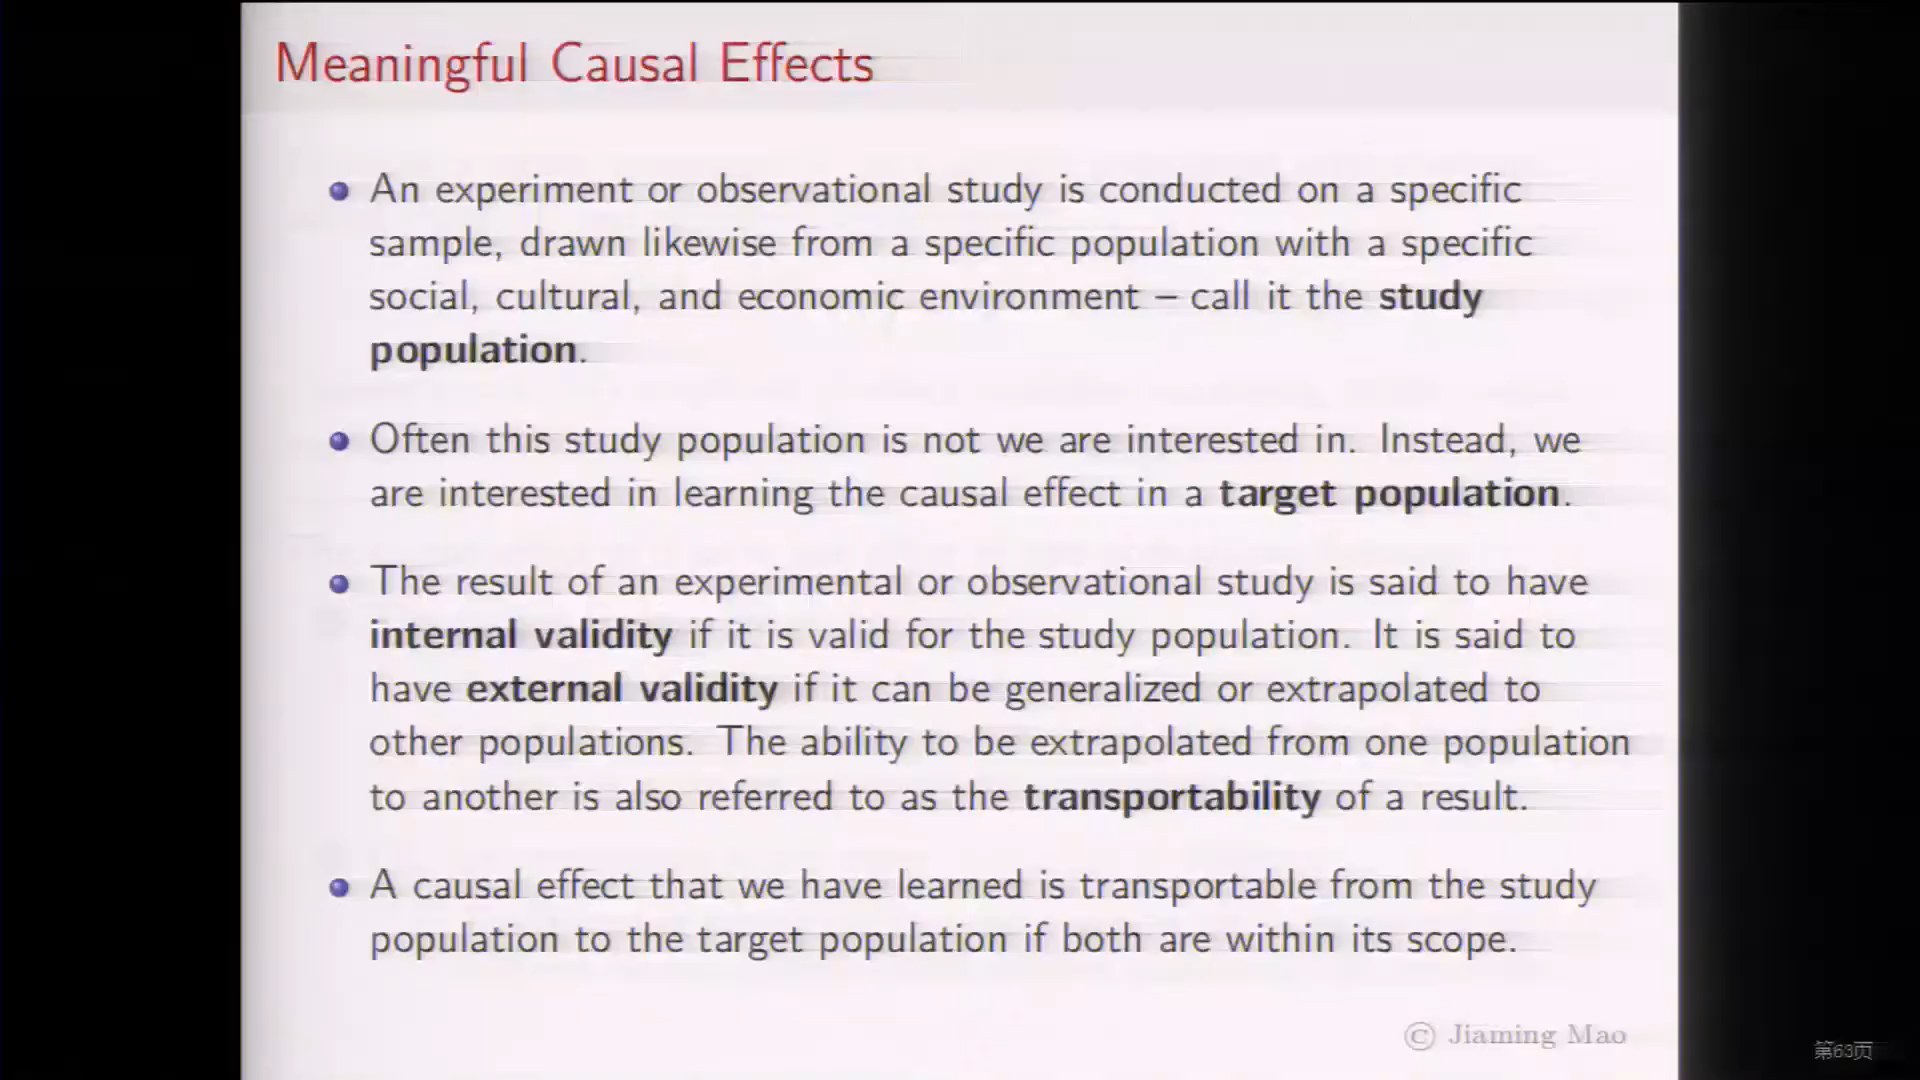 Meaningful Causal Effects
An experiment or observational study is conducted on a specific
sample, drawn likewise from a specific population with a specific
social, cultural, and economic environment – call it the study
population.
Often this study population is not we are interested in. Instead, we
are interested in learning the causal effect in a target population.
The result of an experimental or observational study is said to have
internal validity if it is valid for the study population. It is said to
have external validity if it can be generalized or extrapolated to
other populations. The ability to be extrapolated from one population
to another is also referred to as the transportability of a result.
A causal effect that we have learned is transportable from the study
population to the target population if both are within its scope.
© Jiaming Mao
第63页